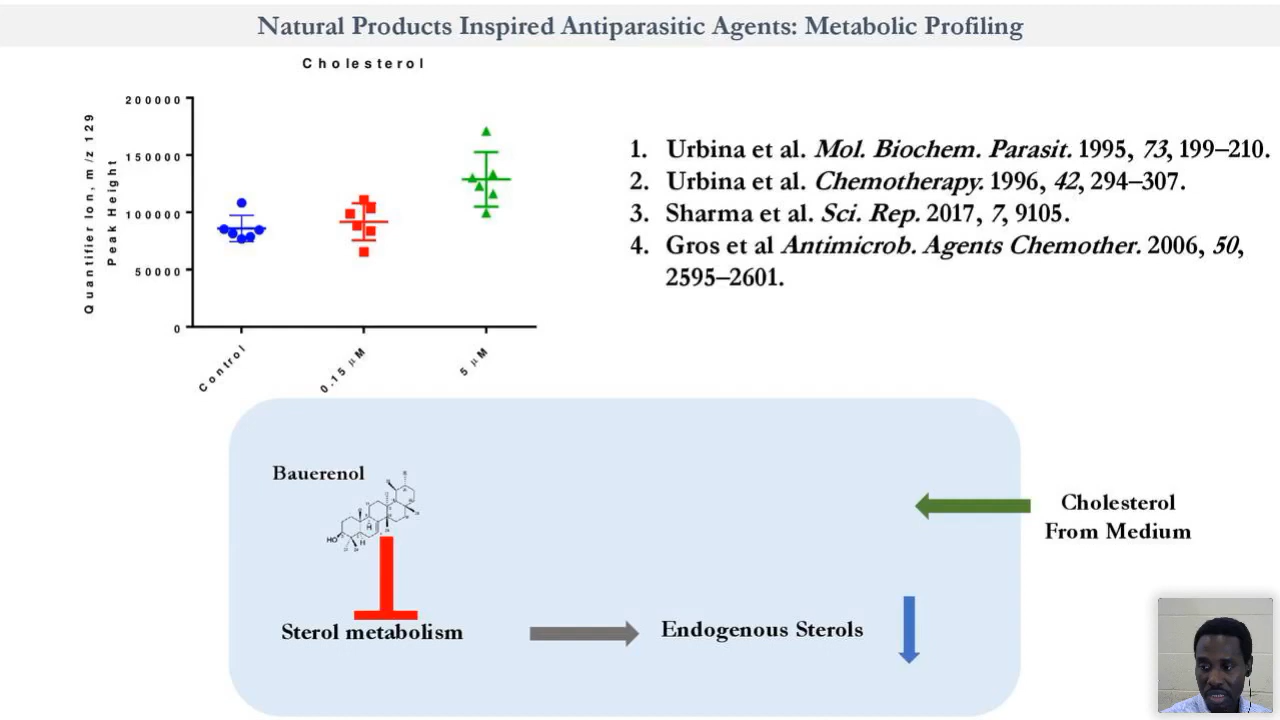 Natural Products Inspired Antiparasitic Agents: Metabolic Profiling
Cholesterol
Quantifier Ion, m/z 129
Peak Height
200000
150000
100000
50000
0
Control
0.15 µM
5 µM
1. Urbina et al. Mol. Biochem. Parasit. 1995, 73, 199–210.
2. Urbina et al. Chemotherapy. 1996, 42, 294–307.
3. Sharma et al. Sci. Rep. 2017, 7, 9105.
4. Gros et al Antimicrob. Agents Chemother. 2006, 50,
2595–2601.
Bauerenol
HO
H
H
Cholesterol
From Medium
Sterol metabolism
Endogenous Sterols